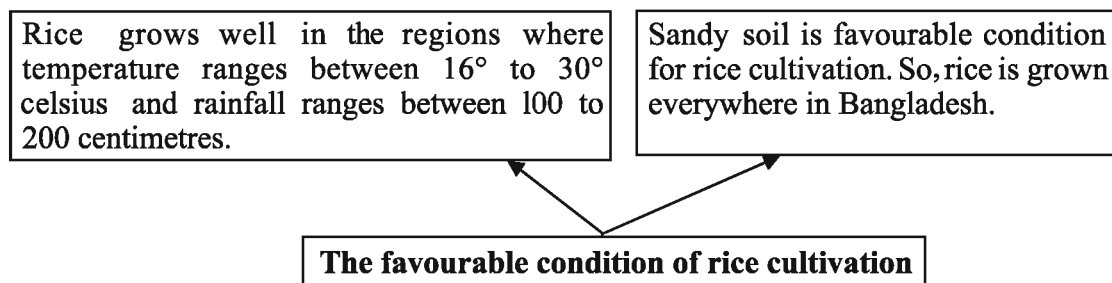 Rice grows well in the regions where
temperature ranges between 16° to 30°
celsius and rainfall ranges between 100 to
200 centimetres.
Sandy soil is favourable condition
for rice cultivation. So, rice is grown
everywhere in Bangladesh.
The favourable condition of rice cultivation